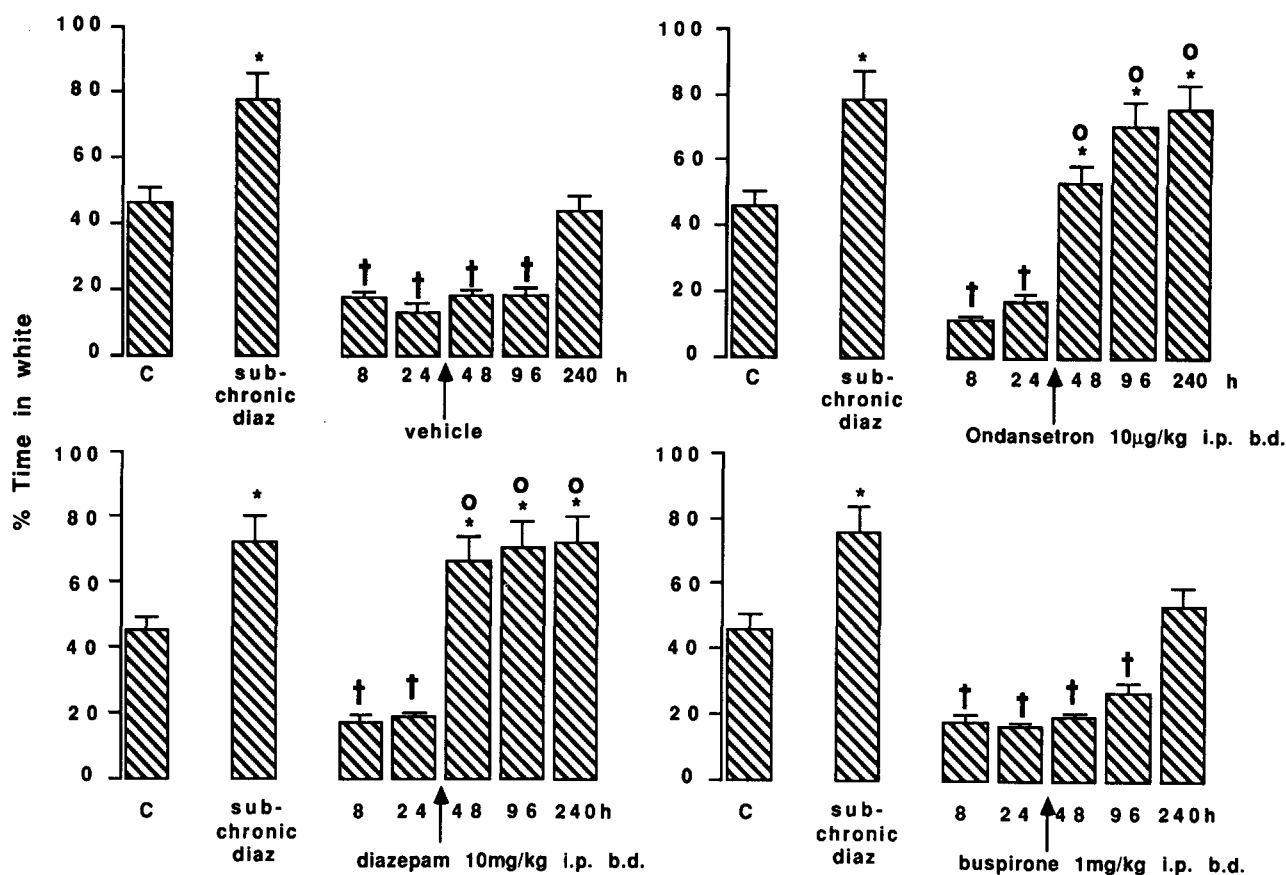 % Time in white
100
80
60
40
20
0
*
† † † †
C
sub-
chronic
diaz
8 24 48 96 240 h
vehicle
100
80
60
40
20
0
*
† † O * O * O *
C
sub-
chronic
diaz
8 24 48 96 240 h
Ondansetron 10µg/kg i.p. b.d.
100
80
60
40
20
0
*
† † O * O * O *
C
sub-
chronic
diaz
8 24 48 96 240h
diazepam 10mg/kg i.p. b.d.
100
80
60
40
20
0
*
† † † †
C
sub-
chronic
diaz
8 24 48 96 240h
buspirone 1mg/kg i.p. b.d.